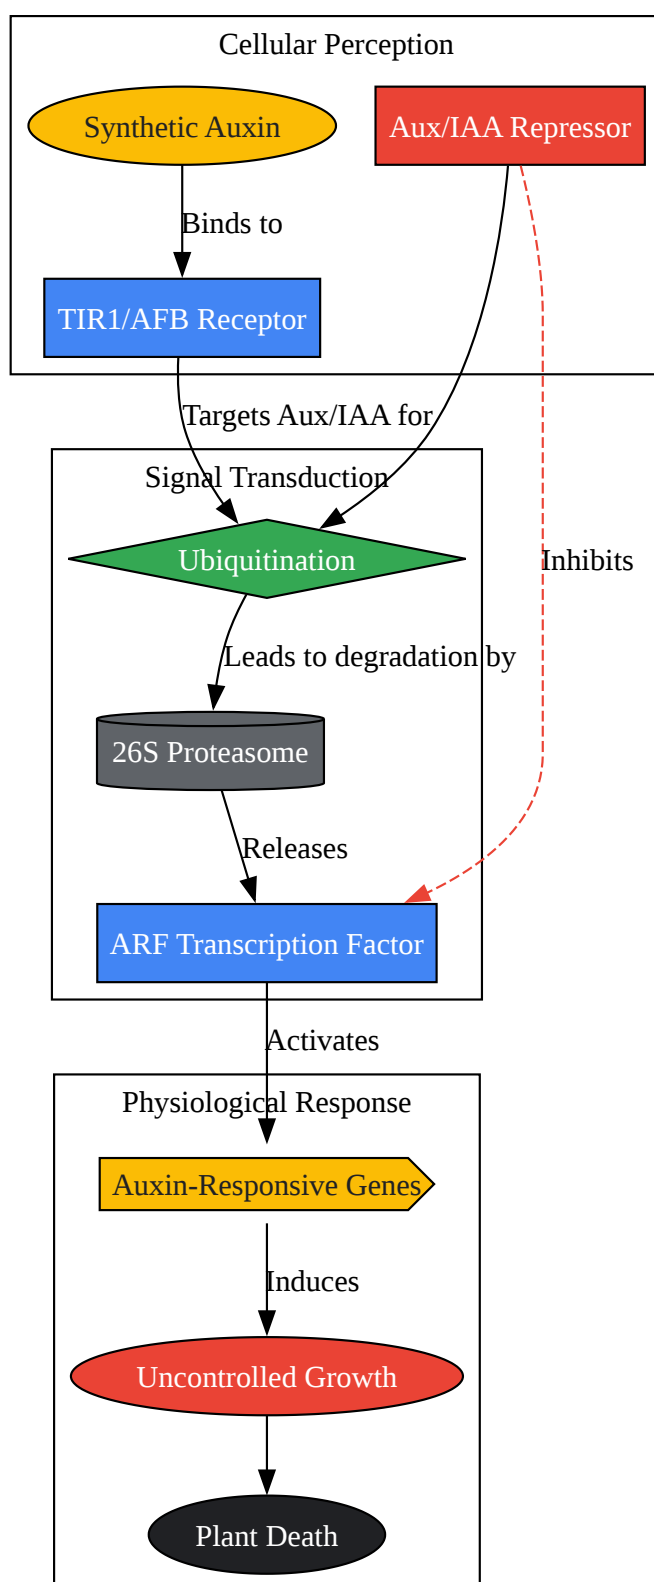 Cellular Perception
Synthetic Auxin
Aux/IAA Repressor
Binds to
TIR1/AFB Receptor
Targets Aux/IAA for
Signal Transduction
Ubiquitination
Inhibits
Leads to degradation by
26S Proteasome
Releases
ARF Transcription Factor
Activates
Physiological Response
Auxin-Responsive Genes
Induces
Uncontrolled Growth
Plant Death